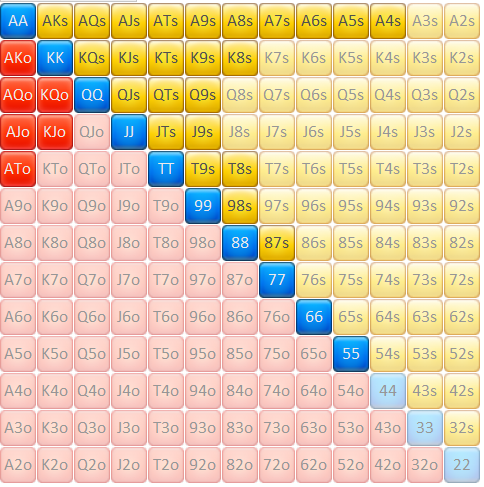 AA AKs AQs AJs ATs A9s A8s A7s A6s A5s A4s A3s A2s
AKo KK KQs KJs KTs K9s K8s K7s K6s K5s K4s K3s K2s
AQo KQo QQ QJs QTs Q9s Q8s Q7s Q6s Q5s Q4s Q3s Q2s
AJo KJo QJo JJ JTs J9s J8s J7s J6s J5s J4s J3s J2s
ATo KTo QTo JTo TT T9s T8s T7s T6s T5s T4s T3s T2s
A9o K9o Q9o J9o T9o 99 98s 97s 96s 95s 94s 93s 92s
A8o K8o Q8o J8o T8o 98o 88 87s 86s 85s 84s 83s 82s
A7o K7o Q7o J7o T7o 97o 87o 77 76s 75s 74s 73s 72s
A6o K6o Q6o J6o T6o 96o 86o 76o 66 65s 64s 63s 62s
A5o K5o Q5o J5o T5o 95o 85o 75o 65o 55 54s 53s 52s
A4o K4o Q4o J4o T4o 94o 84o 74o 64o 54o 44 43s 42s
A3o K3o Q3o J3o T3o 93o 83o 73o 63o 53o 43o 33 32s
A2o K2o Q2o J2o T2o 92o 82o 72o 62o 52o 42o 32o 22